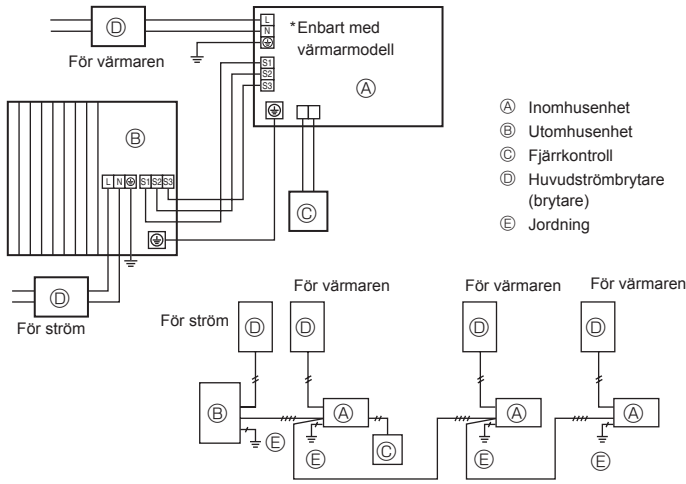 Ⓓ
För värmaren
L
N
S1
S2
S3
*Enbart med
värmarmodell
Ⓐ
Ⓑ
L N S1 S2 S3
Ⓒ
Ⓓ
För ström
Ⓐ Inomhusenhet
Ⓑ Utomhusenhet
Ⓒ Fjärrkontroll
Ⓓ Huvudströmbrytare
(brytare)
Ⓔ Jordning
För ström
För värmaren
För värmaren
För värmaren
Ⓓ
Ⓓ
Ⓓ
Ⓓ
Ⓑ
Ⓐ
Ⓐ
Ⓐ
Ⓔ
Ⓒ
Ⓔ
Ⓔ
Ⓔ